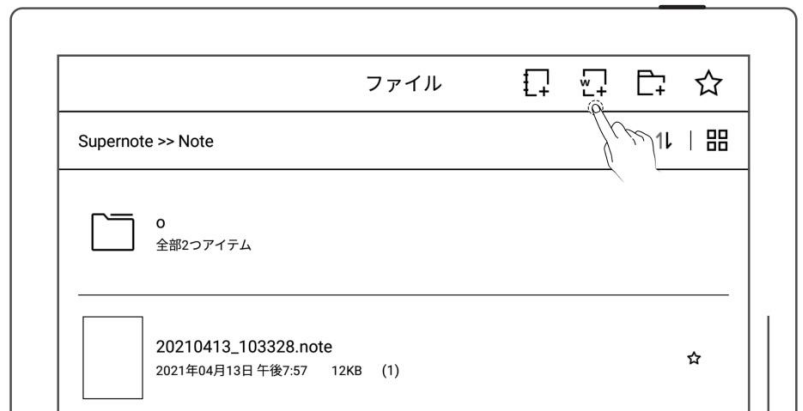 ファイル
W
Supernote >> Note
o
全部2つアイテム
20210413_103328.note
2021年04月13日 午後7:57 12KB (1)